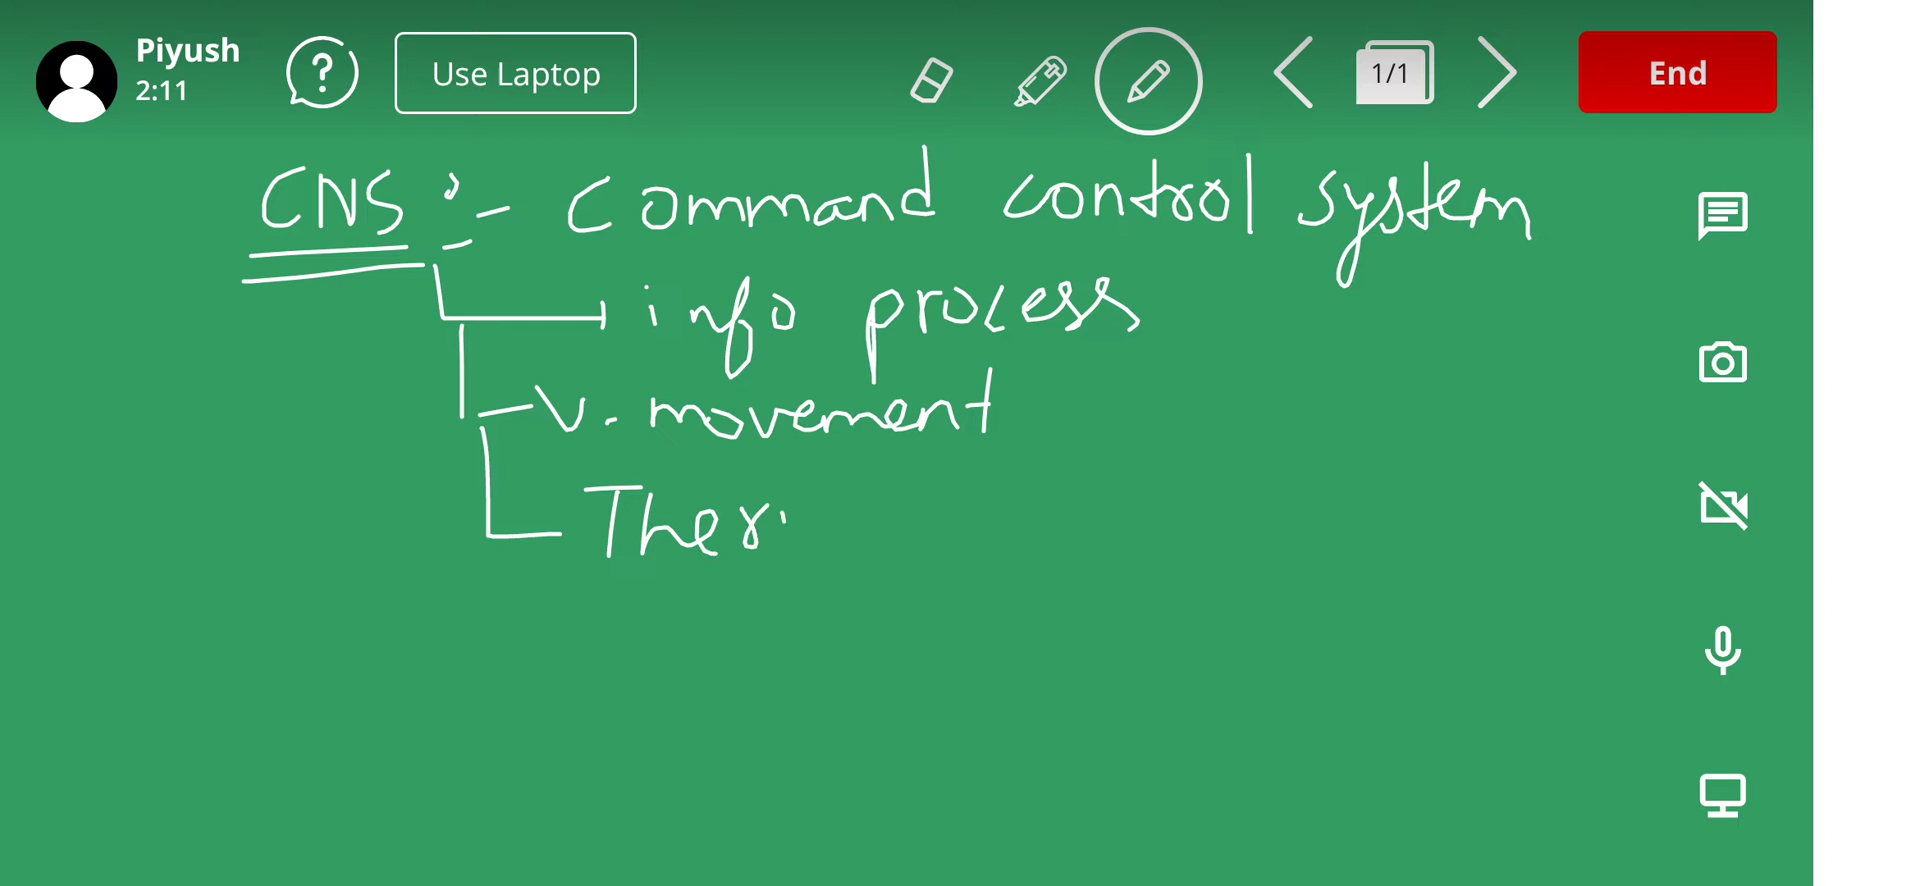 Piyush
2:11
Use Laptop
1/1
End
CNS :- Command control system
info process
v. movement
Ther